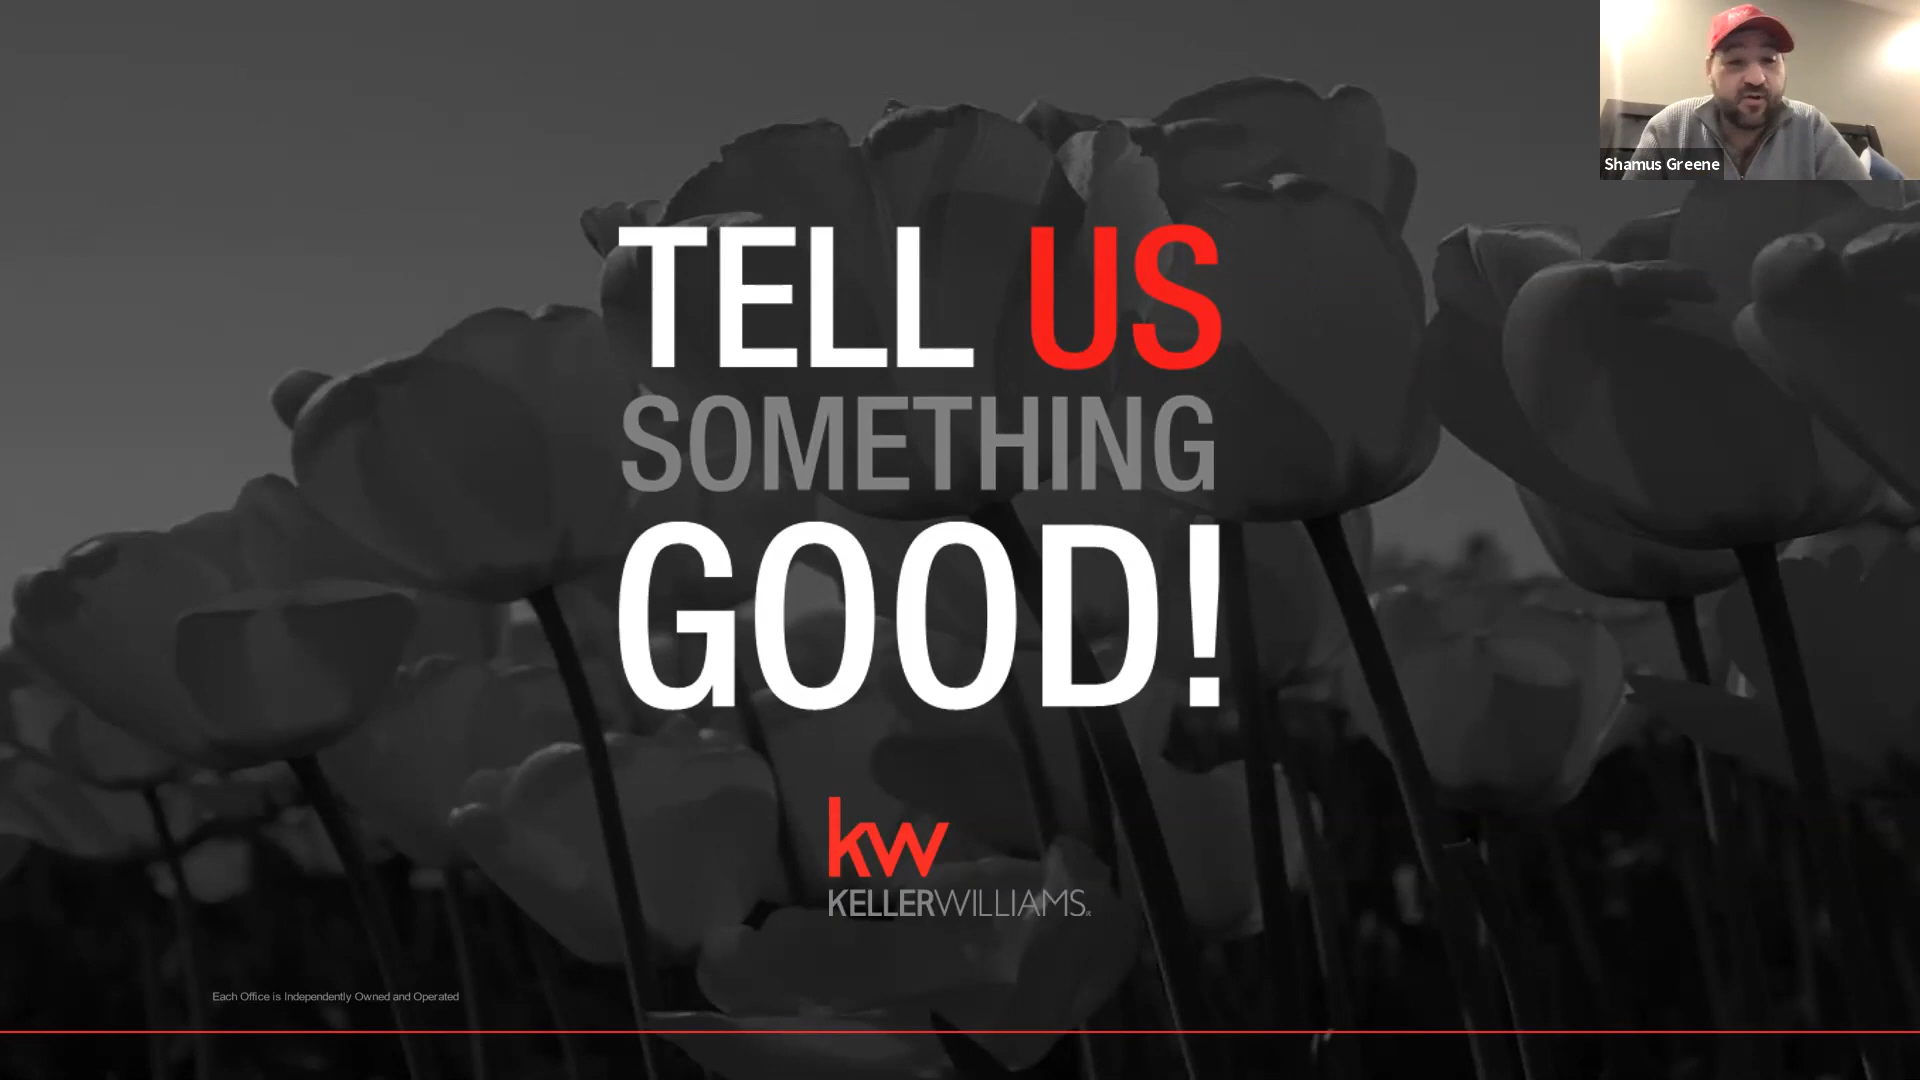 Shamus Greene
TELL US
SOMETHING
GOOD!
kw
KELLERWILLIAMS.
Each Office is Independently Owned and Operated